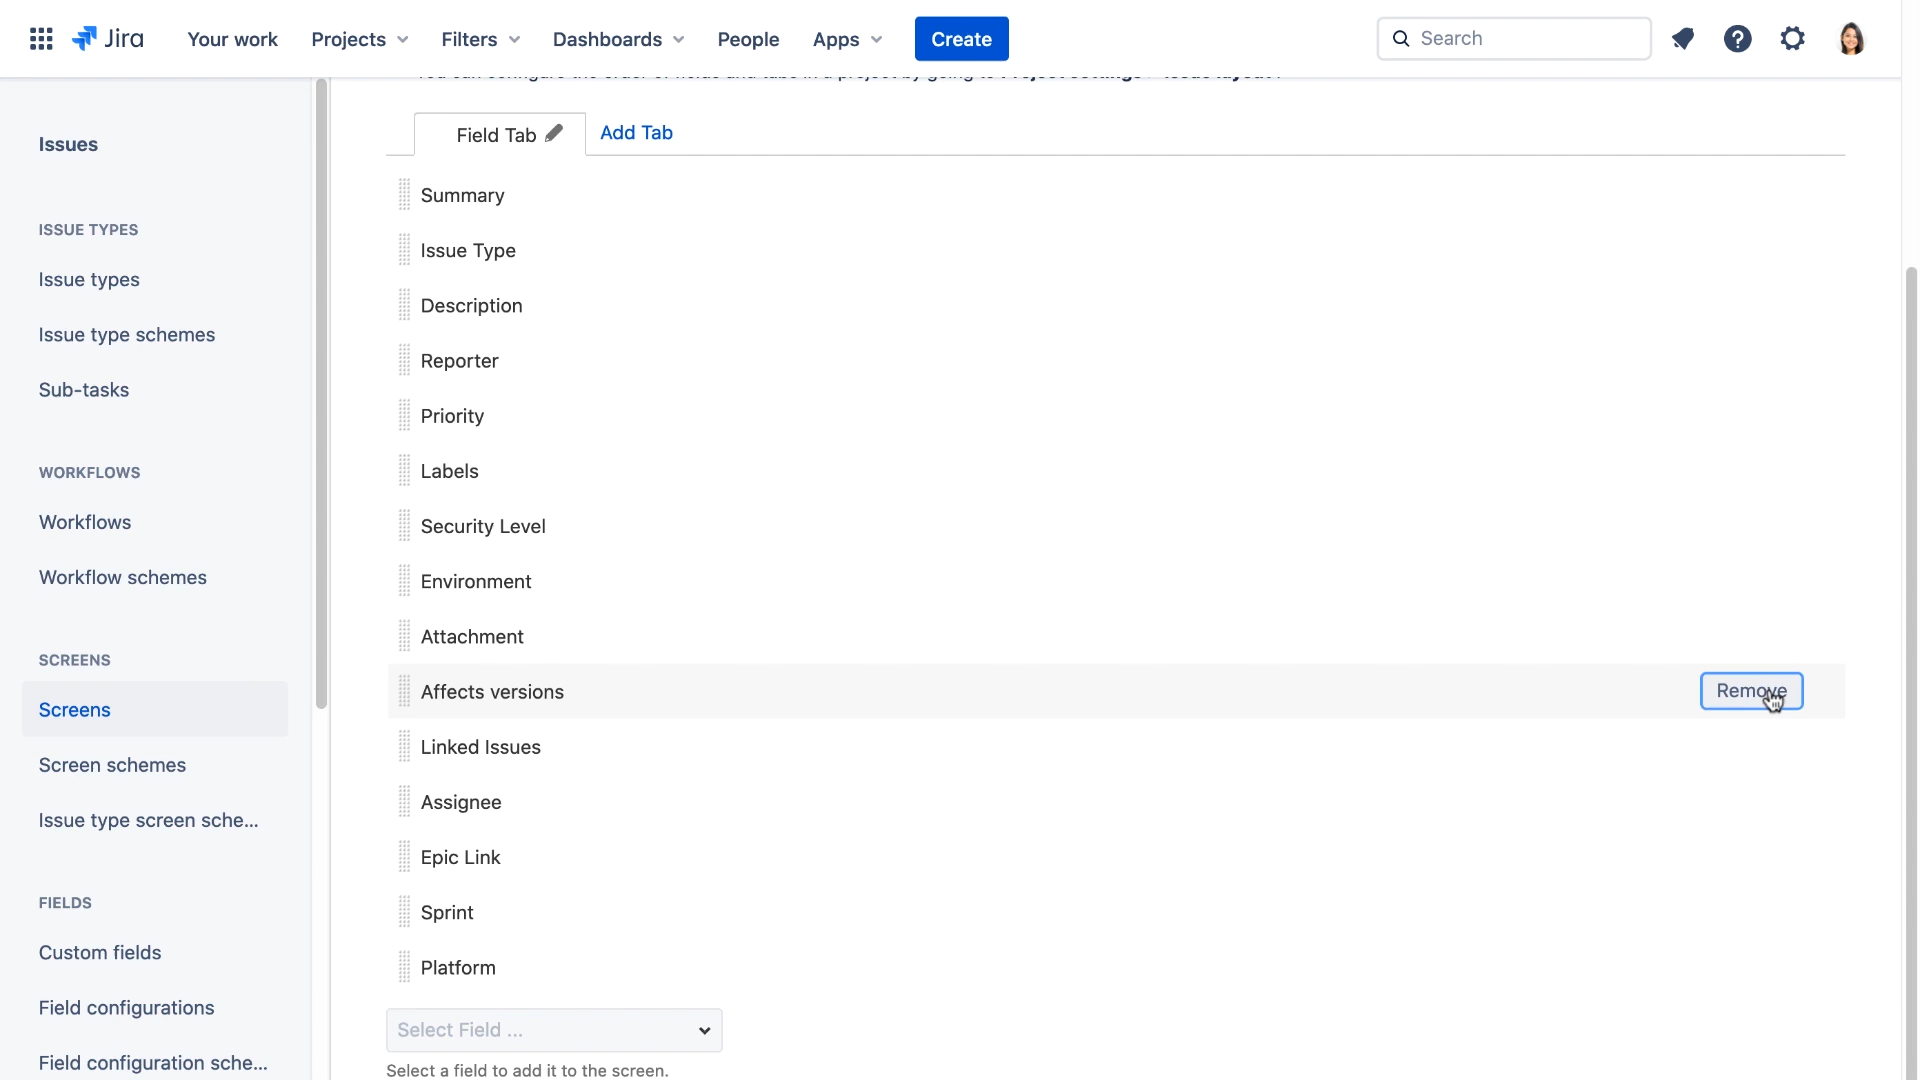 Jira
Your work
Projects
Filters
Dashboards
People
Apps
Create
Search
Issues
ISSUE TYPES
Issue types
Issue type schemes
Sub-tasks
WORKFLOWS
Workflows
Workflow schemes
SCREENS
Screens
Screen schemes
Issue type screen sche...
FIELDS
Custom fields
Field configurations
Field configuration sche...
Field Tab
Add Tab
Summary
Issue Type
Description
Reporter
Priority
Labels
Security Level
Environment
Attachment
Affects versions
Remove
Linked Issues
Assignee
Epic Link
Sprint
Platform
Select Field ...
Select a field to add it to the screen.